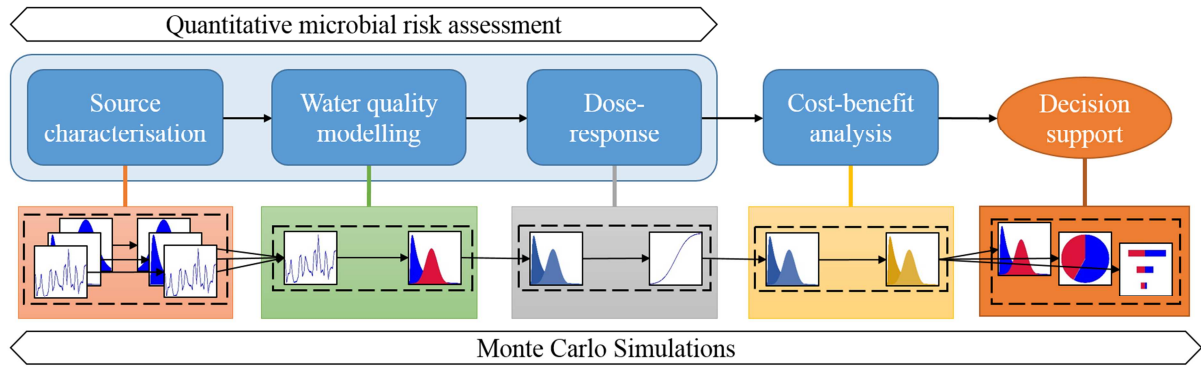 Quantitative microbial risk assessment
Source
characterisation
Water quality
modelling
Dose-
response
Cost-benefit
analysis
Decision
support
Monte Carlo Simulations